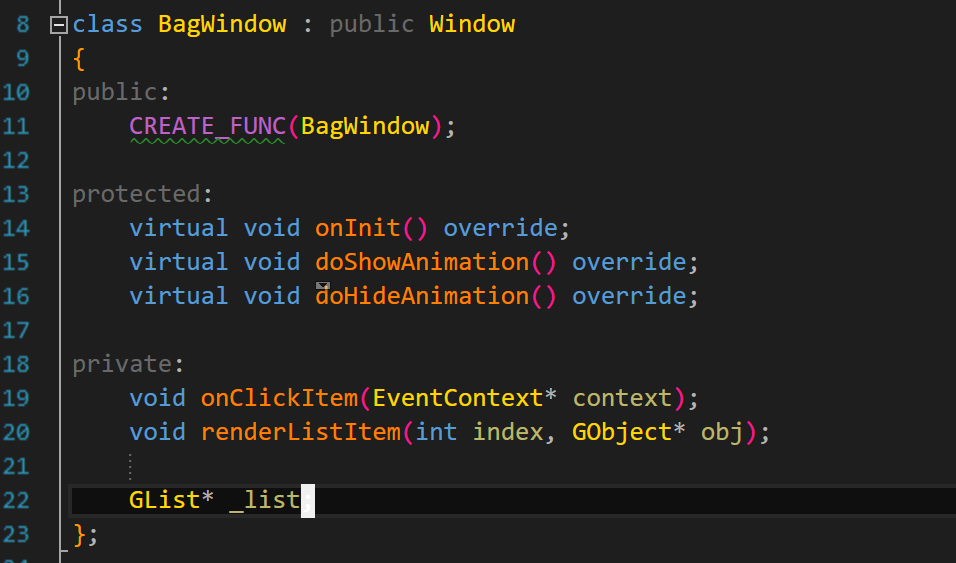 8 class BagWindow : public Window
9 {
10 public:
11 CREATE_FUNC(BagWindow);
12
13 protected:
14 virtual void onInit() override;
15 virtual void doShowAnimation() override;
16 virtual void doHideAnimation() override;
17
18 private:
19 void onClickItem(EventContext* context);
20 void renderListItem(int index, GObject* obj);
21
22 GList* _list;
23 };